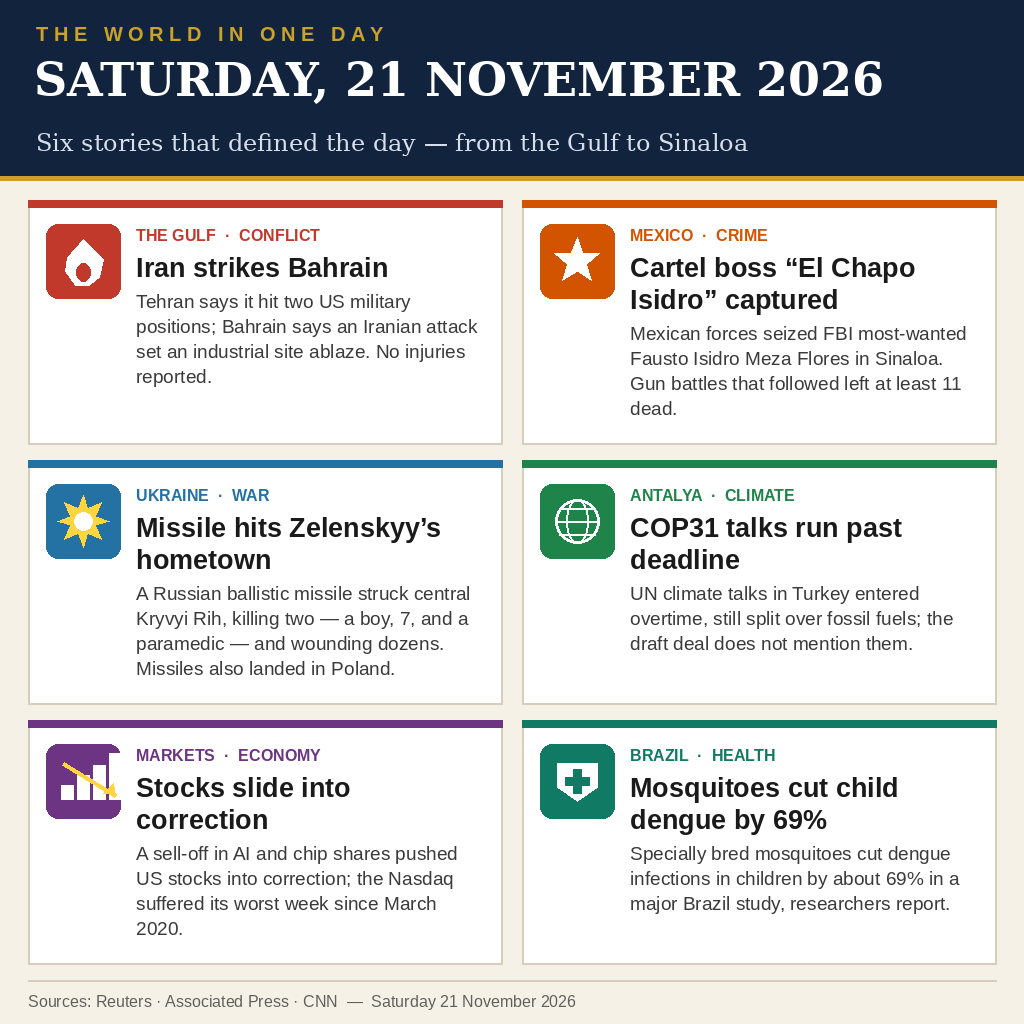 THE WORLD IN ONE DAY
SATURDAY, 21 NOVEMBER 2026
Six stories that defined the day — from the Gulf to Sinaloa
THE GULF · CONFLICT
Iran strikes Bahrain
Tehran says it hit two US military
positions; Bahrain says an Iranian attack
set an industrial site ablaze. No injuries
reported.
MEXICO · CRIME
Cartel boss “El Chapo
Isidro” captured
Mexican forces seized FBI most-wanted
Fausto Isidro Meza Flores in Sinaloa.
Gun battles that followed left at least 11
dead.
UKRAINE · WAR
Missile hits Zelenskyy’s
hometown
A Russian ballistic missile struck central
Kryvyi Rih, killing two — a boy, 7, and a
paramedic — and wounding dozens.
Missiles also landed in Poland.
ANTALYA · CLIMATE
COP31 talks run past
deadline
UN climate talks in Turkey entered
overtime, still split over fossil fuels; the
draft deal does not mention them.
MARKETS · ECONOMY
Stocks slide into
correction
A sell-off in AI and chip shares pushed
US stocks into correction; the Nasdaq
suffered its worst week since March
2020.
BRAZIL · HEALTH
Mosquitoes cut child
dengue by 69%
Specially bred mosquitoes cut dengue
infections in children by about 69% in a
major Brazil study, researchers report.
Sources: Reuters · Associated Press · CNN — Saturday 21 November 2026